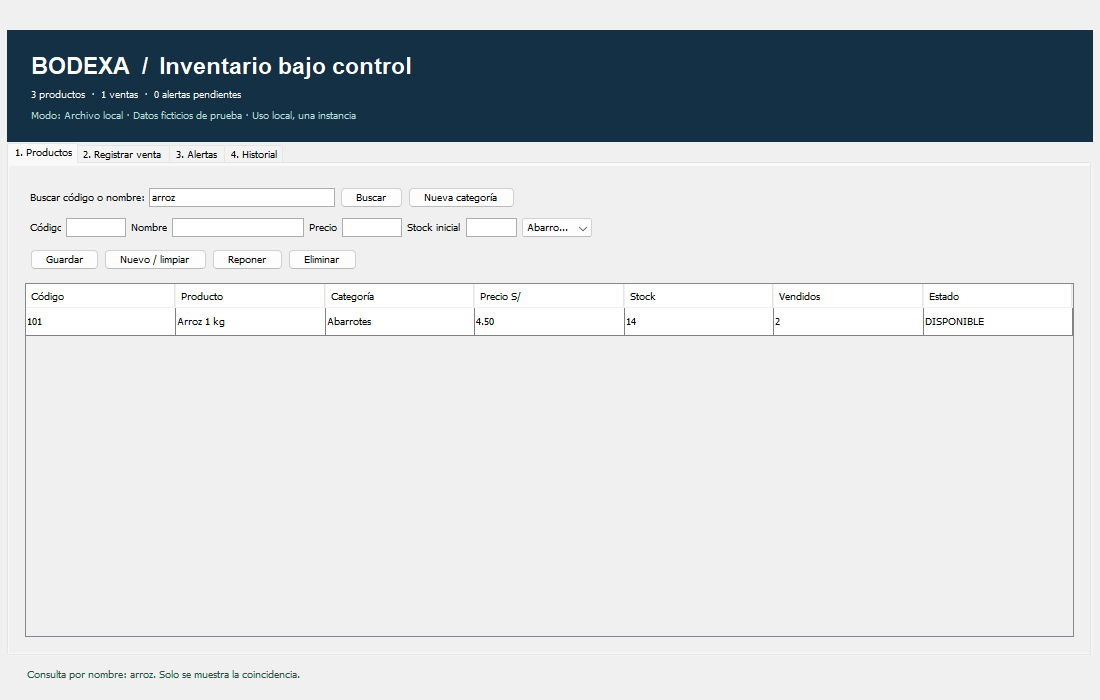 BODEXA / Inventario bajo control
3 productos · 1 ventas · 0 alertas pendientes
Modo: Archivo local · Datos ficticios de prueba · Uso local, una instancia
1. Productos 2. Registrar venta 3. Alertas 4. Historial
Buscar código o nombre: arroz Buscar Nueva categoría
Código Nombre Precio Stock inicial Abarro...
Guardar Nuevo / limpiar Reponer Eliminar
Código Producto Categoría Precio S/ Stock Vendidos Estado
101 Arroz 1 kg Abarrotes 4.50 14 2 DISPONIBLE
Consulta por nombre: arroz. Solo se muestra la coincidencia.